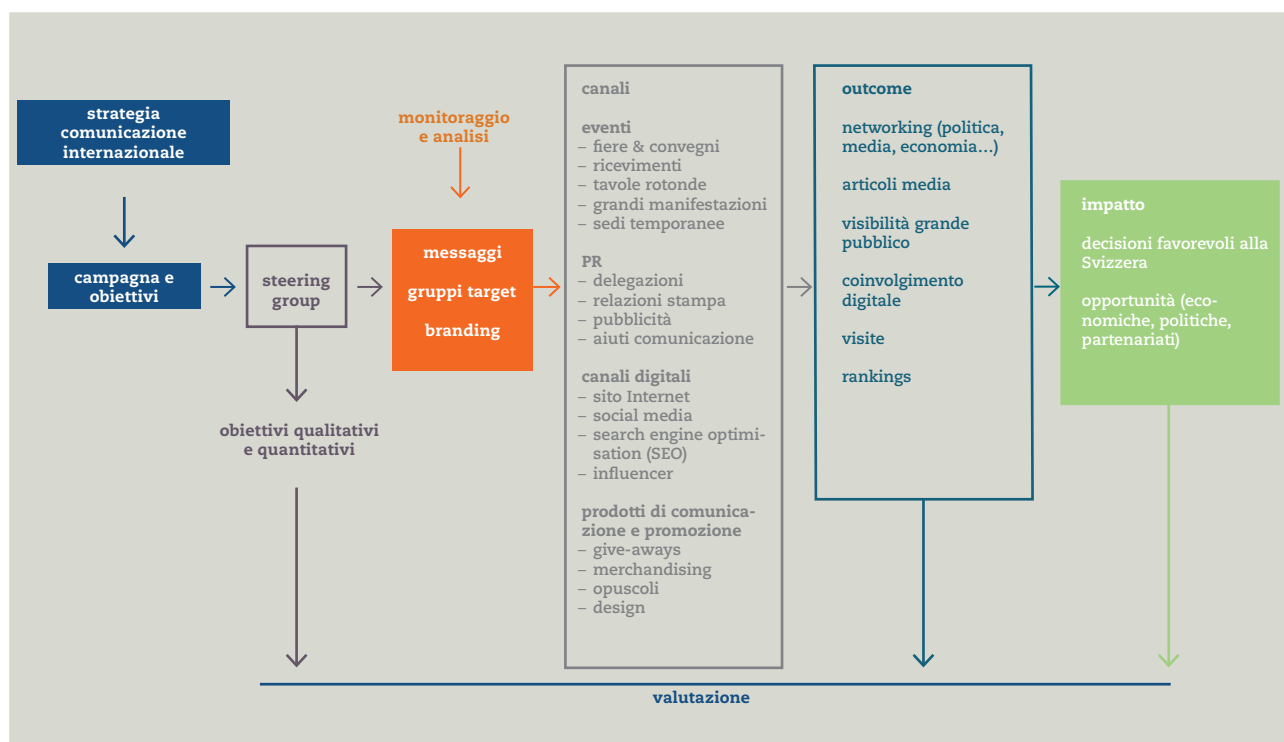 strategia
comunicazione
internazionale
campagna e
obiettivi
steering
group
obiettivi qualitativi
e quantitativi
monitoraggio
e analisi
messaggi
gruppi target
branding
canali
eventi
– fiere & convegni
– ricevimenti
– tavole rotonde
– grandi manifestazioni
– sedi temporanee
PR
– delegazioni
– relazioni stampa
– pubblicità
– aiuti comunicazione
canali digitali
– sito Internet
– social media
– search engine optimi-
sation (SEO)
– influencer
prodotti di comunica-
zione e promozione
– give-aways
– merchandising
– opuscoli
– design
outcome
networking (politica,
media, economia…)
articoli media
visibilità grande
pubblico
coinvolgimento
digitale
visite
rankings
impatto
decisioni favorevoli alla
Svizzera
opportunità (eco-
nomiche, politiche,
partenariati)
valutazione